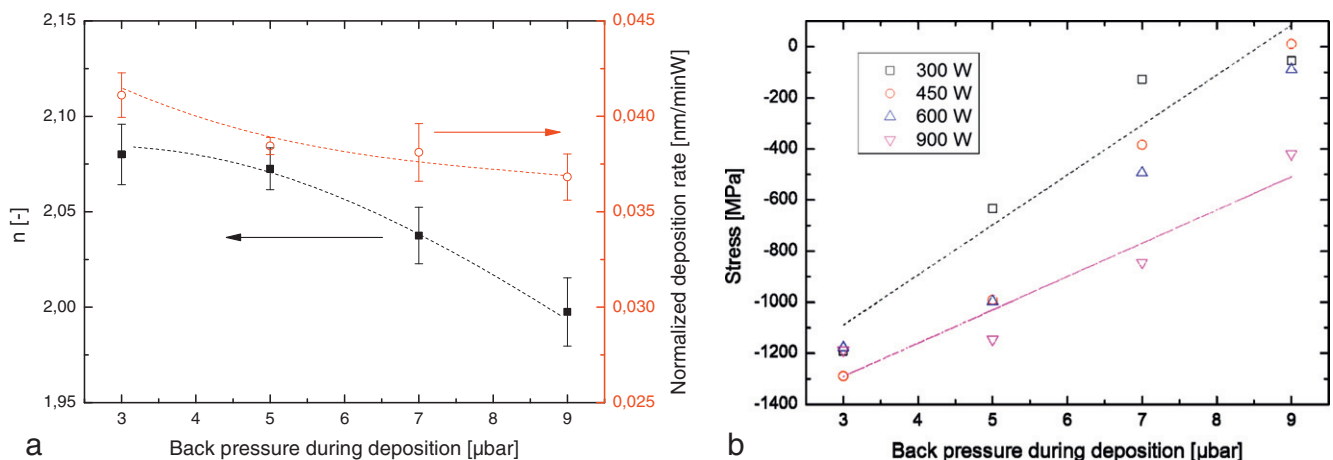 2,15
2,10
2,05
2,00
1,95
n [-]
0,045
0,040
0,035
0,030
0,025
Normalized deposition rate [nm/minW]
3 4 5 6 7 8 9
Back pressure during deposition [µbar]
a
0
-200
-400
-600
-800
-1000
-1200
-1400
Stress [MPa]
300 W
450 W
600 W
900 W
3 4 5 6 7 8 9
Back pressure during deposition [µbar]
b